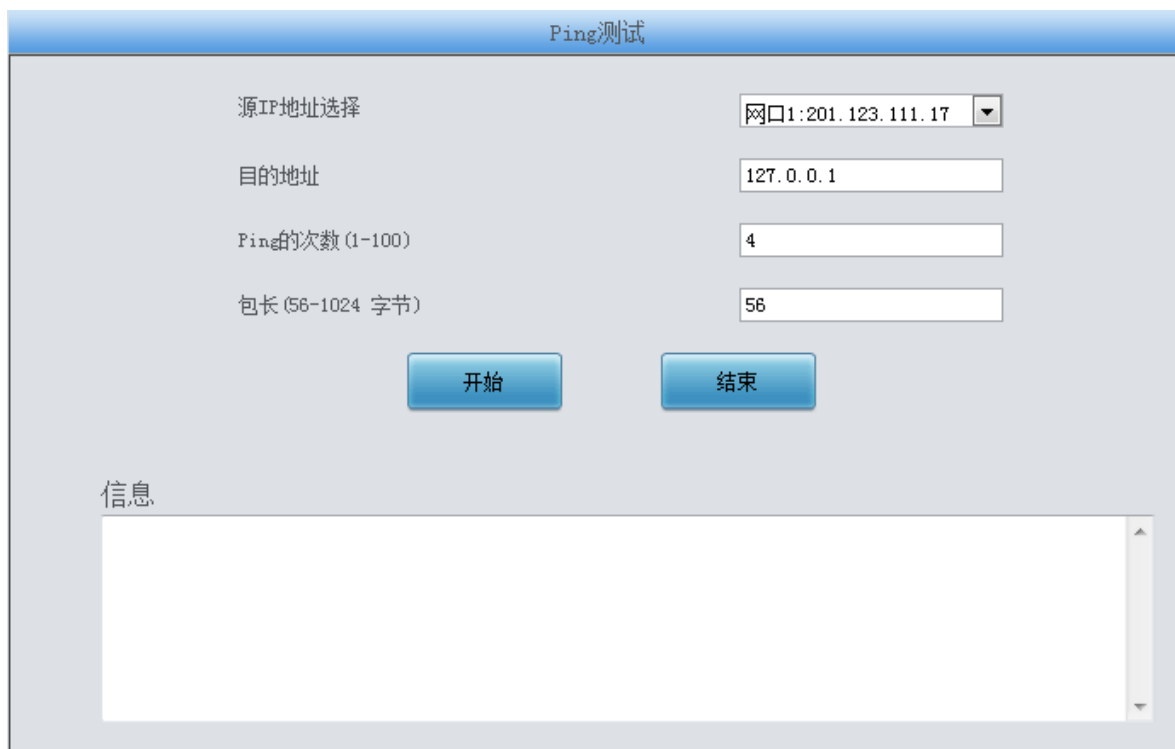 Ping测试
源IP地址选择 网口1:201.123.111.17
目的地址 127.0.0.1
Ping的次数(1-100) 4
包长(56-1024 字节) 56
开始 结束
信息